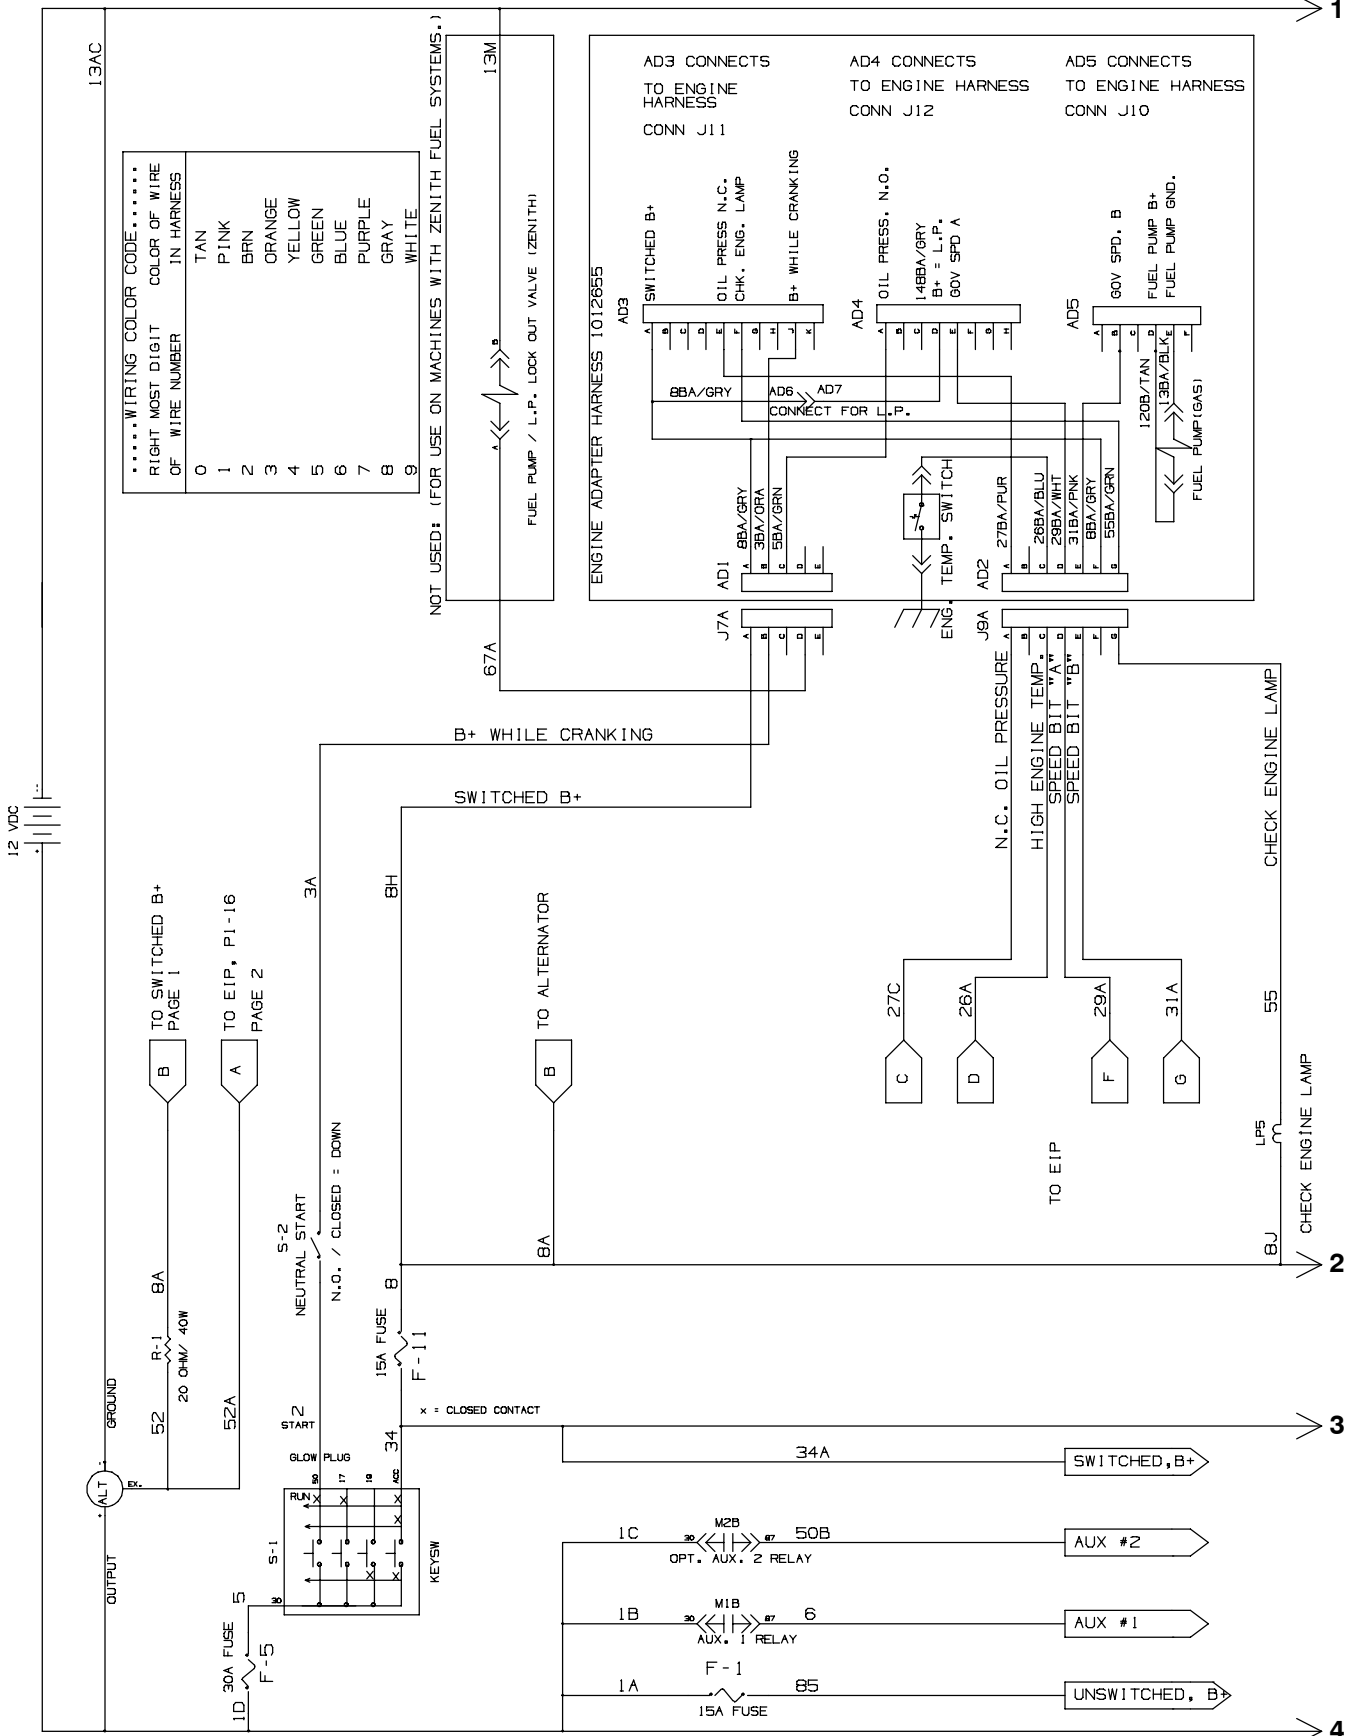 1
13AC
.....WIRING COLOR CODE......
RIGHT MOST DIGIT COLOR OF WIRE
OF WIRE NUMBER IN HARNESS
0 TAN
1 PINK
2 BRN
3 ORANGE
4 YELLOW
5 GREEN
6 BLUE
7 PURPLE
8 GRAY
9 WHITE
NOT USED: (FOR USE ON MACHINES WITH ZENITH FUEL SYSTEMS.)
13M
B
A
FUEL PUMP / L.P. LOCK OUT VALVE (ZENITH)
67A
ENGINE ADAPTER HARNESS 1012655
AD3 CONNECTS
TO ENGINE
HARNESS
CONN J11
AD4 CONNECTS
TO ENGINE HARNESS
CONN J12
AD5 CONNECTS
TO ENGINE HARNESS
CONN J10
AD3
SWITCHED B+
OIL PRESS N.C.
CHK. ENG. LAMP
B+ WHILE CRANKING
A
B
C
D
E
F
G
H
J
K
AD4
OIL PRESS. N.O.
148BA/GRY
B+ = L.P.
GOV SPD A
A
B
C
D
E
F
G
H
AD5
GOV SPD. B
FUEL PUMP B+
FUEL PUMP GND.
A
B
C
D
E
F
8BA/GRY
AD6
AD7
CONNECT FOR L.P.
120B/TAN
13BA/BLK
FUEL PUMP(GAS)
8BA/GRY
3BA/ORA
5BA/GRN
AD1
A
B
C
D
E
ENG. TEMP. SWITCH
27BA/PUR
26BA/BLU
29BA/WHT
31BA/PNK
8BA/GRY
55BA/GRN
AD2
A
B
C
D
E
F
G
J7A
A
B
C
D
E
J9A
A
B
C
D
E
F
G
B+ WHILE CRANKING
SWITCHED B+
N.C. OIL PRESSURE
HIGH ENGINE TEMP.
SPEED BIT "A"
SPEED BIT "B"
CHECK ENGINE LAMP
12 VDC
-
+
TO SWITCHED B+
PAGE 1
B
TO EIP, P1-16
PAGE 2
A
3A
8H
TO ALTERNATOR
B
27C
26A
29A
31A
55
C
D
F
G
TO EIP
LP5
CHECK ENGINE LAMP
8J
2
8A
S-2
NEUTRAL START
N.O. / CLOSED = DOWN
8
8A
R-1
20 OHM/ 40W
52
52A
15A FUSE
F-11
GROUND
-
ALT
EX.
+
OUTPUT
2
START
34
X = CLOSED CONTACT
3
GLOW PLUG
50
17
19
ACC
RUN
X X X
X
X X
S-1
KEYSW
30
5
30A FUSE
F-5
1D
34A
SWITCHED,B+
1C
30
M2B
87
50B
OPT. AUX. 2 RELAY
AUX #2
1B
30
M1B
87
6
AUX. 1 RELAY
AUX #1
1A
F-1
15A FUSE
85
UNSWITCHED, B+
4